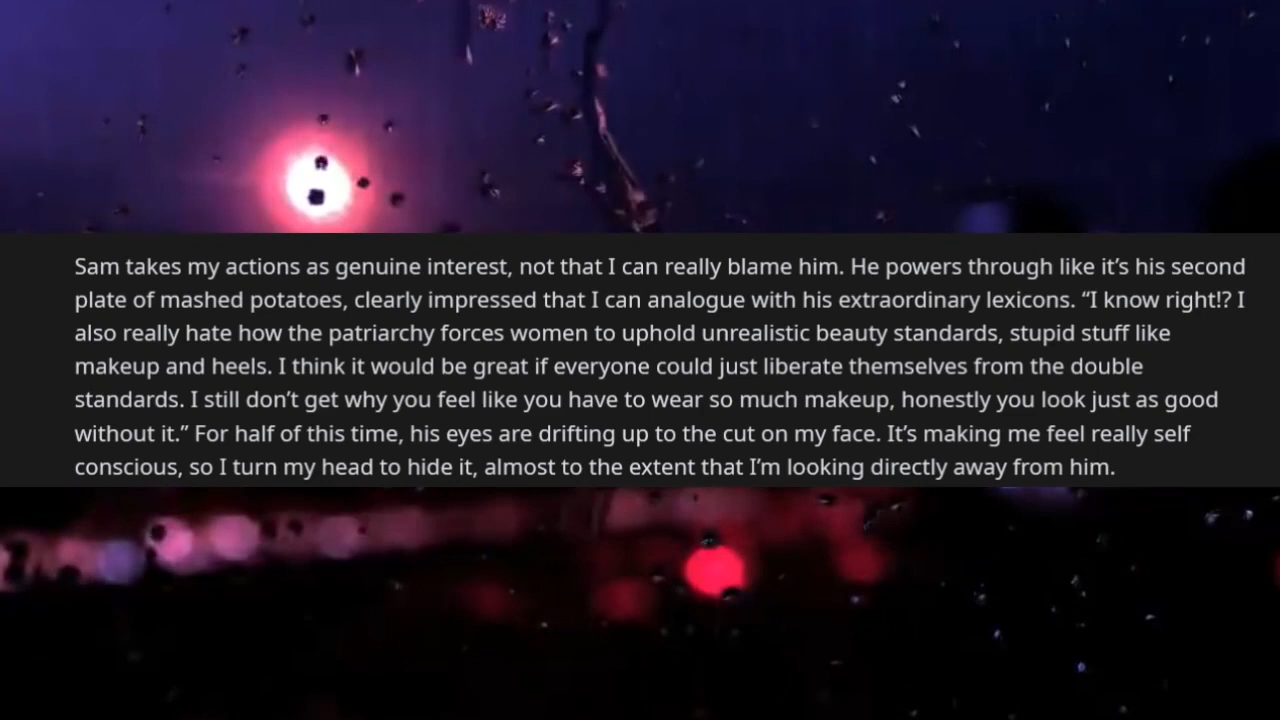 Sam takes my actions as genuine interest, not that I can really blame him. He powers through like it’s his second
plate of mashed potatoes, clearly impressed that I can analogue with his extraordinary lexicons. “I know right!? I
also really hate how the patriarchy forces women to uphold unrealistic beauty standards, stupid stuff like
makeup and heels. I think it would be great if everyone could just liberate themselves from the double
standards. I still don’t get why you feel like you have to wear so much makeup, honestly you look just as good
without it.” For half of this time, his eyes are drifting up to the cut on my face. It’s making me feel really self
conscious, so I turn my head to hide it, almost to the extent that I’m looking directly away from him.